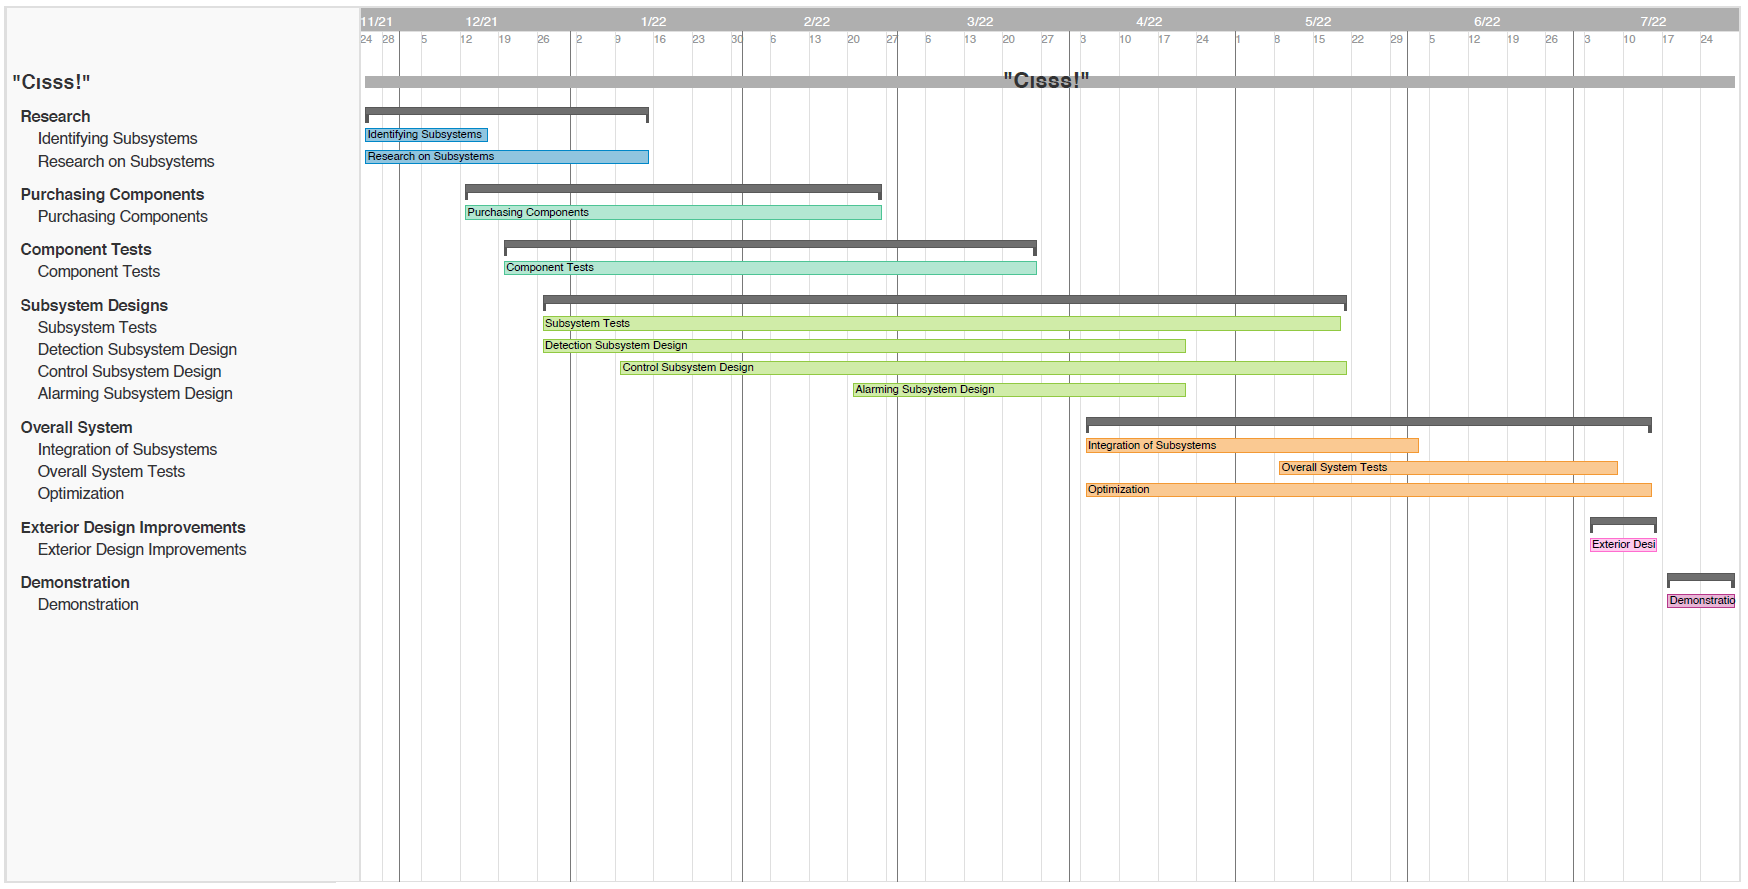 11/21 12/21 1/22 2/22 3/22 4/22 5/22 6/22 7/22
24 28 5 12 19 26 2 9 16 23 30 6 13 20 27 6 13 20 27 3 10 17 24 1 8 15 22 29 5 12 19 26 3 10 17 24
"Cısss!" "Cısss!"
Research
Identifying Subsystems Identifying Subsystems
Research on Subsystems Research on Subsystems
Purchasing Components
Purchasing Components Purchasing Components
Component Tests
Component Tests Component Tests
Subsystem Designs
Subsystem Tests Subsystem Tests
Detection Subsystem Design Detection Subsystem Design
Control Subsystem Design Control Subsystem Design
Alarming Subsystem Design Alarming Subsystem Design
Overall System
Integration of Subsystems Integration of Subsystems
Overall System Tests Overall System Tests
Optimization Optimization
Exterior Design Improvements
Exterior Design Improvements Exterior Desi
Demonstration
Demonstration Demonstratio